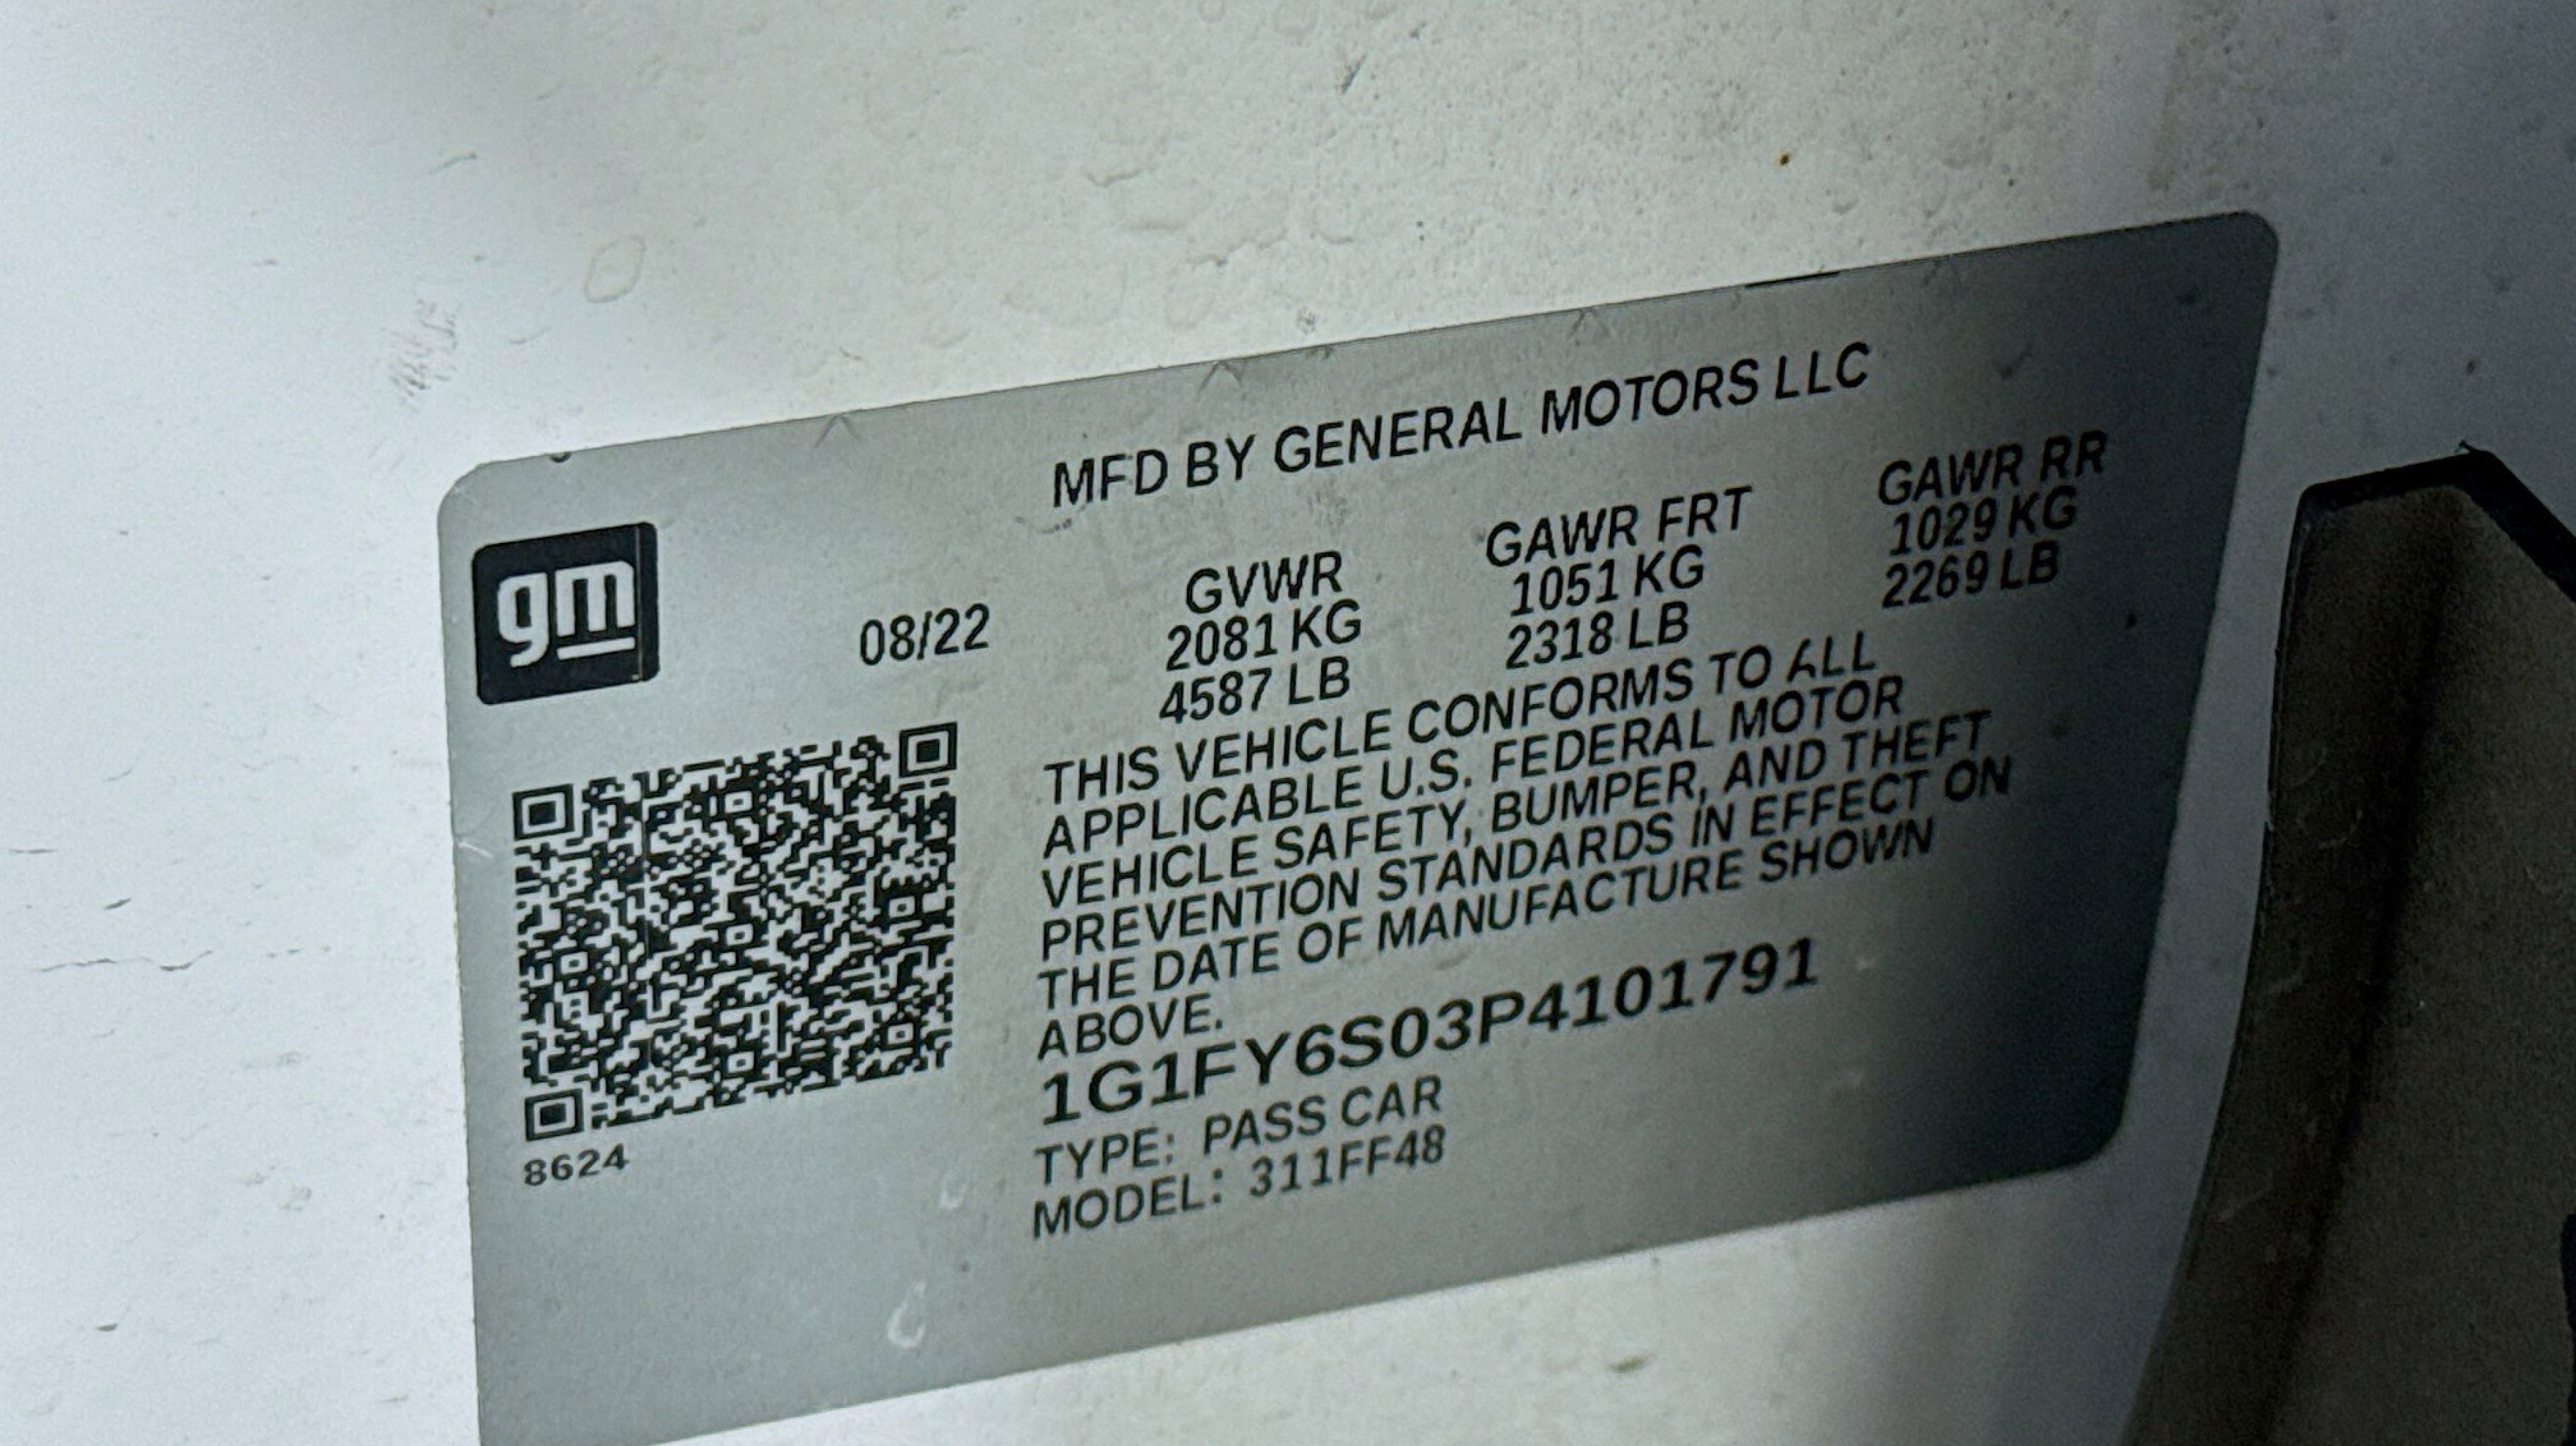 MFD BY GENERAL MOTORS LLC
gm
08/22
GVWR GAWR FRT GAWR RR
2081 KG 1051 KG 1029 KG
4587 LB 2318 LB 2269 LB
THIS VEHICLE CONFORMS TO ALL
APPLICABLE U.S. FEDERAL MOTOR
VEHICLE SAFETY, BUMPER, AND THEFT
PREVENTION STANDARDS IN EFFECT ON
THE DATE OF MANUFACTURE SHOWN
ABOVE.
1G1FY6S03P4101791
TYPE: PASS CAR
MODEL: 311FF48
8624